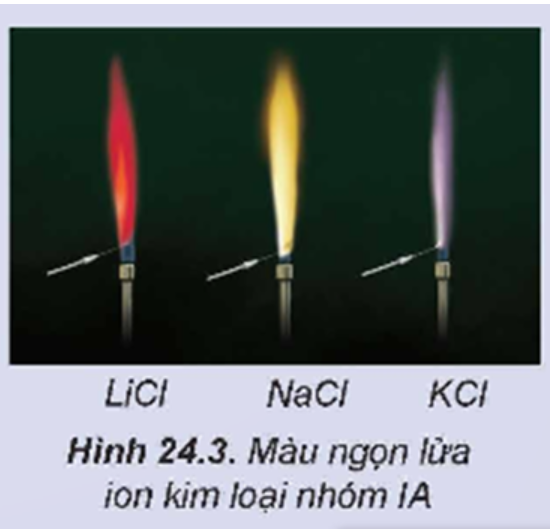 LiCl NaCl KCl
Hình 24.3. Màu ngọn lửa
ion kim loại nhóm IA